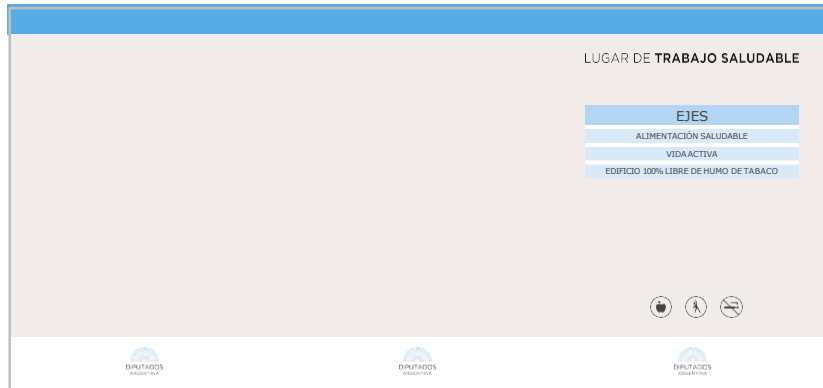 LUGAR DE TRABAJO SALUDABLE
EJES
ALIMENTACIÓN SALUDABLE
VIDA ACTIVA
EDIFICIO 100% LIBRE DE HUMO DE TABACO
DIPUTADOS
ARGENTINA
DIPUTADOS
ARGENTINA
DIPUTADOS
ARGENTINA